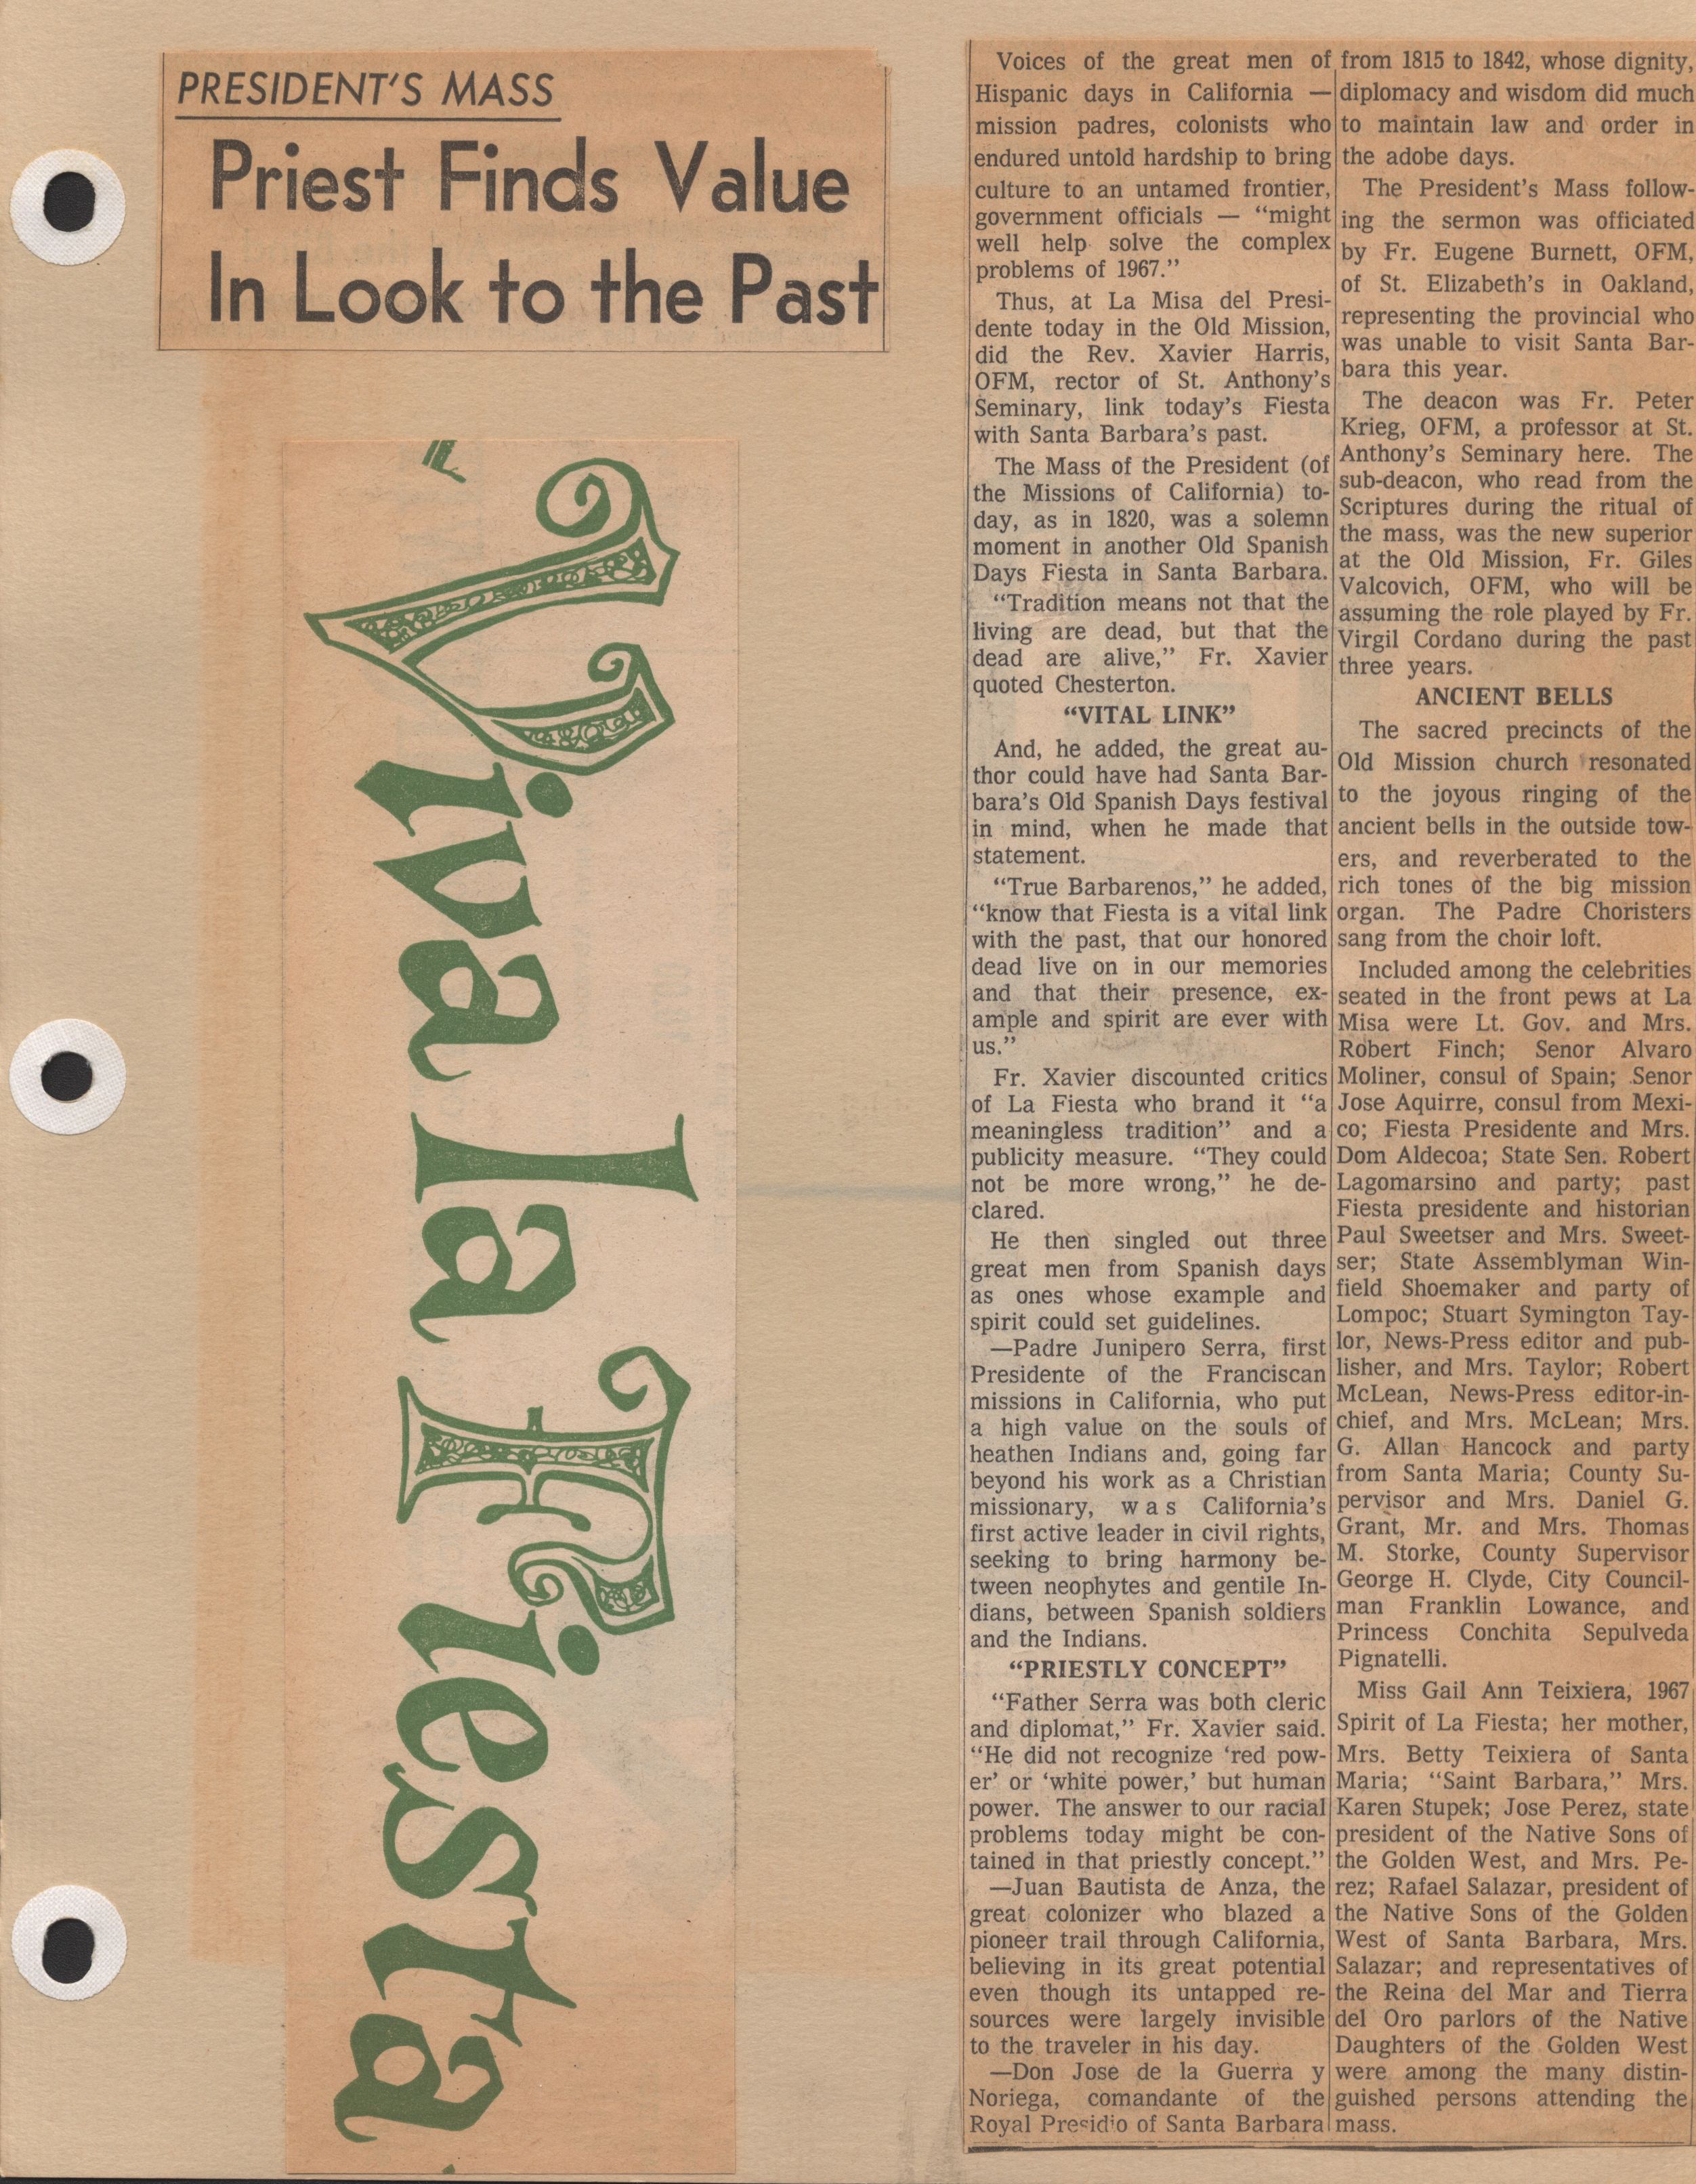 PRESIDENT'S MASS
Priest Finds Value
In Look to the Past
Viva la Fiesta
Voices of the great men of
Hispanic days in California —
mission padres, colonists who
endured untold hardship to bring
culture to an untamed frontier,
government officials — “might
well help solve the complex
problems of 1967.”
Thus, at La Misa del Presi-
dente today in the Old Mission,
did the Rev. Xavier Harris,
OFM, rector of St. Anthony's
Seminary, link today's Fiesta
with Santa Barbara's past.
The Mass of the President (of
the Missions of California) to-
day, as in 1820, was a solemn
moment in another Old Spanish
Days Fiesta in Santa Barbara.
“Tradition means not that the
living are dead, but that the
dead are alive,” Fr. Xavier
quoted Chesterton.
“VITAL LINK”
And, he added, the great au-
thor could have had Santa Bar-
bara's Old Spanish Days festival
in mind, when he made that
statement.
“True Barbarenos,” he added,
“know that Fiesta is a vital link
with the past, that our honored
dead live on in our memories
and that their presence, ex-
ample and spirit are ever with
us.”
Fr. Xavier discounted critics
of La Fiesta who brand it “a
meaningless tradition” and a
publicity measure. “They could
not be more wrong,” he de-
clared.
He then singled out three
great men from Spanish days
as ones whose example and
spirit could set guidelines.
—Padre Junipero Serra, first
Presidente of the Franciscan
missions in California, who put
a high value on the souls of
heathen Indians and, going far
beyond his work as a Christian
missionary, was California's
first active leader in civil rights,
seeking to bring harmony be-
tween neophytes and gentile In-
dians, between Spanish soldiers
and the Indians.
“PRIESTLY CONCEPT”
“Father Serra was both cleric
and diplomat,” Fr. Xavier said.
“He did not recognize ‘red pow-
er’ or ‘white power,’ but human
power. The answer to our racial
problems today might be con-
tained in that priestly concept.”
—Juan Bautista de Anza, the
great colonizer who blazed a
pioneer trail through California,
believing in its great potential
even though its untapped re-
sources were largely invisible
to the traveler in his day.
—Don Jose de la Guerra y
Noriega, comandante of the
Royal Presidio of Santa Barbara
from 1815 to 1842, whose dignity,
diplomacy and wisdom did much
to maintain law and order in
the adobe days.
The President's Mass follow-
ing the sermon was officiated
by Fr. Eugene Burnett, OFM,
of St. Elizabeth's in Oakland,
representing the provincial who
was unable to visit Santa Bar-
bara this year.
The deacon was Fr. Peter
Krieg, OFM, a professor at St.
Anthony's Seminary here. The
sub-deacon, who read from the
Scriptures during the ritual of
the mass, was the new superior
at the Old Mission, Fr. Giles
Valcovich, OFM, who will be
assuming the role played by Fr.
Virgil Cordano during the past
three years.
ANCIENT BELLS
The sacred precincts of the
Old Mission church resonated
to the joyous ringing of the
ancient bells in the outside tow-
ers, and reverberated to the
rich tones of the big mission
organ. The Padre Choristers
sang from the choir loft.
Included among the celebrities
seated in the front pews at La
Misa were Lt. Gov. and Mrs.
Robert Finch; Senor Alvaro
Moliner, consul of Spain; Senor
Jose Aquirre, consul from Mexi-
co; Fiesta Presidente and Mrs.
Dom Aldecoa; State Sen. Robert
Lagomarsino and party; past
Fiesta presidente and historian
Paul Sweetser and Mrs. Sweet-
ser; State Assemblyman Win-
field Shoemaker and party of
Lompoc; Stuart Symington Tay-
lor, News-Press editor and pub-
lisher, and Mrs. Taylor; Robert
McLean, News-Press editor-in-
chief, and Mrs. McLean; Mrs.
G. Allan Hancock and party
from Santa Maria; County Su-
pervisor and Mrs. Daniel G.
Grant, Mr. and Mrs. Thomas
M. Storke, County Supervisor
George H. Clyde, City Council-
man Franklin Lowance, and
Princess Conchita Sepulveda
Pignatelli.
Miss Gail Ann Teixiera, 1967
Spirit of La Fiesta; her mother,
Mrs. Betty Teixiera of Santa
Maria; “Saint Barbara,” Mrs.
Karen Stupek; Jose Perez, state
president of the Native Sons of
the Golden West, and Mrs. Pe-
rez; Rafael Salazar, president of
the Native Sons of the Golden
West of Santa Barbara, Mrs.
Salazar; and representatives of
the Reina del Mar and Tierra
del Oro parlors of the Native
Daughters of the Golden West
were among the many distin-
guished persons attending the
mass.